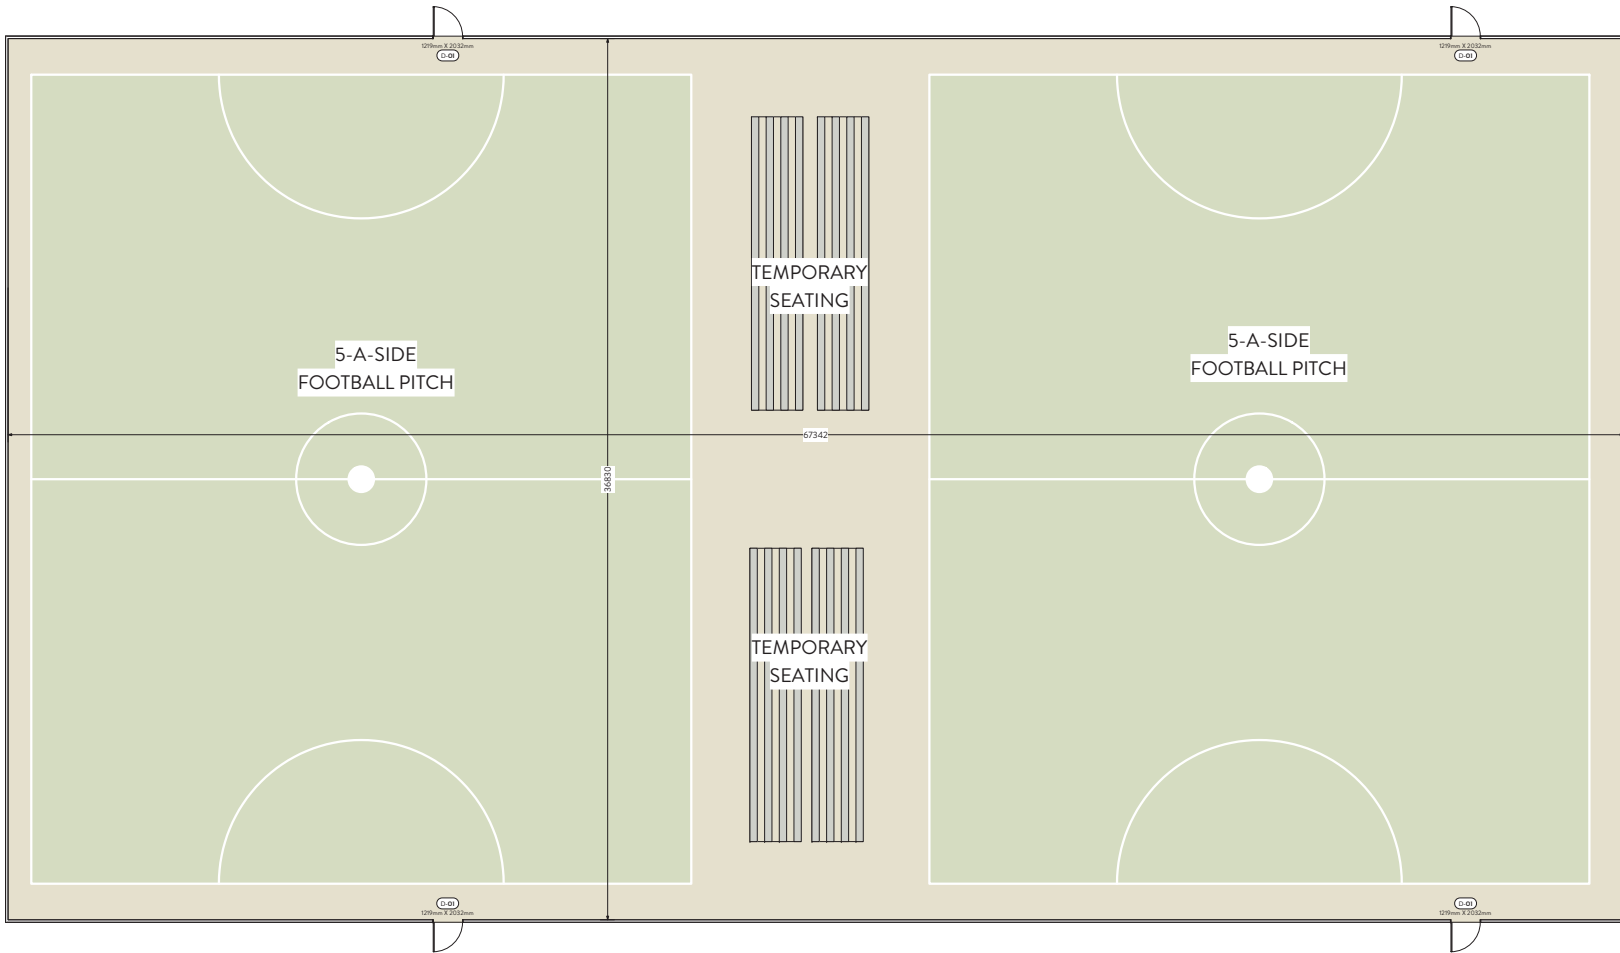 1219mm X 2032mm
D-01
1219mm X 2032mm
D-01
TEMPORARY
SEATING
5-A-SIDE
FOOTBALL PITCH
5-A-SIDE
FOOTBALL PITCH
67342
36830
TEMPORARY
SEATING
D-01
1219mm X 2032mm
D-01
1219mm X 2032mm